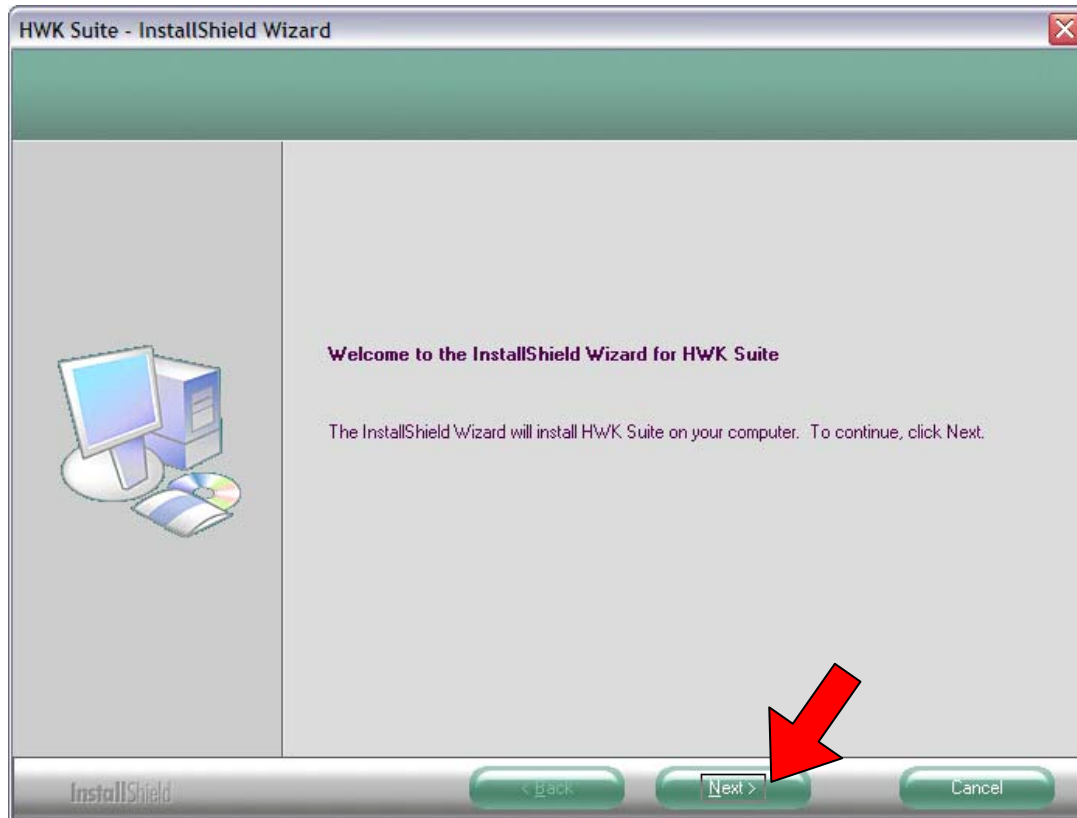 HWK Suite - InstallShield Wizard
Welcome to the InstallShield Wizard for HWK Suite
The InstallShield Wizard will install HWK Suite on your computer. To continue, click Next.
InstallShield
< Back
Next >
Cancel